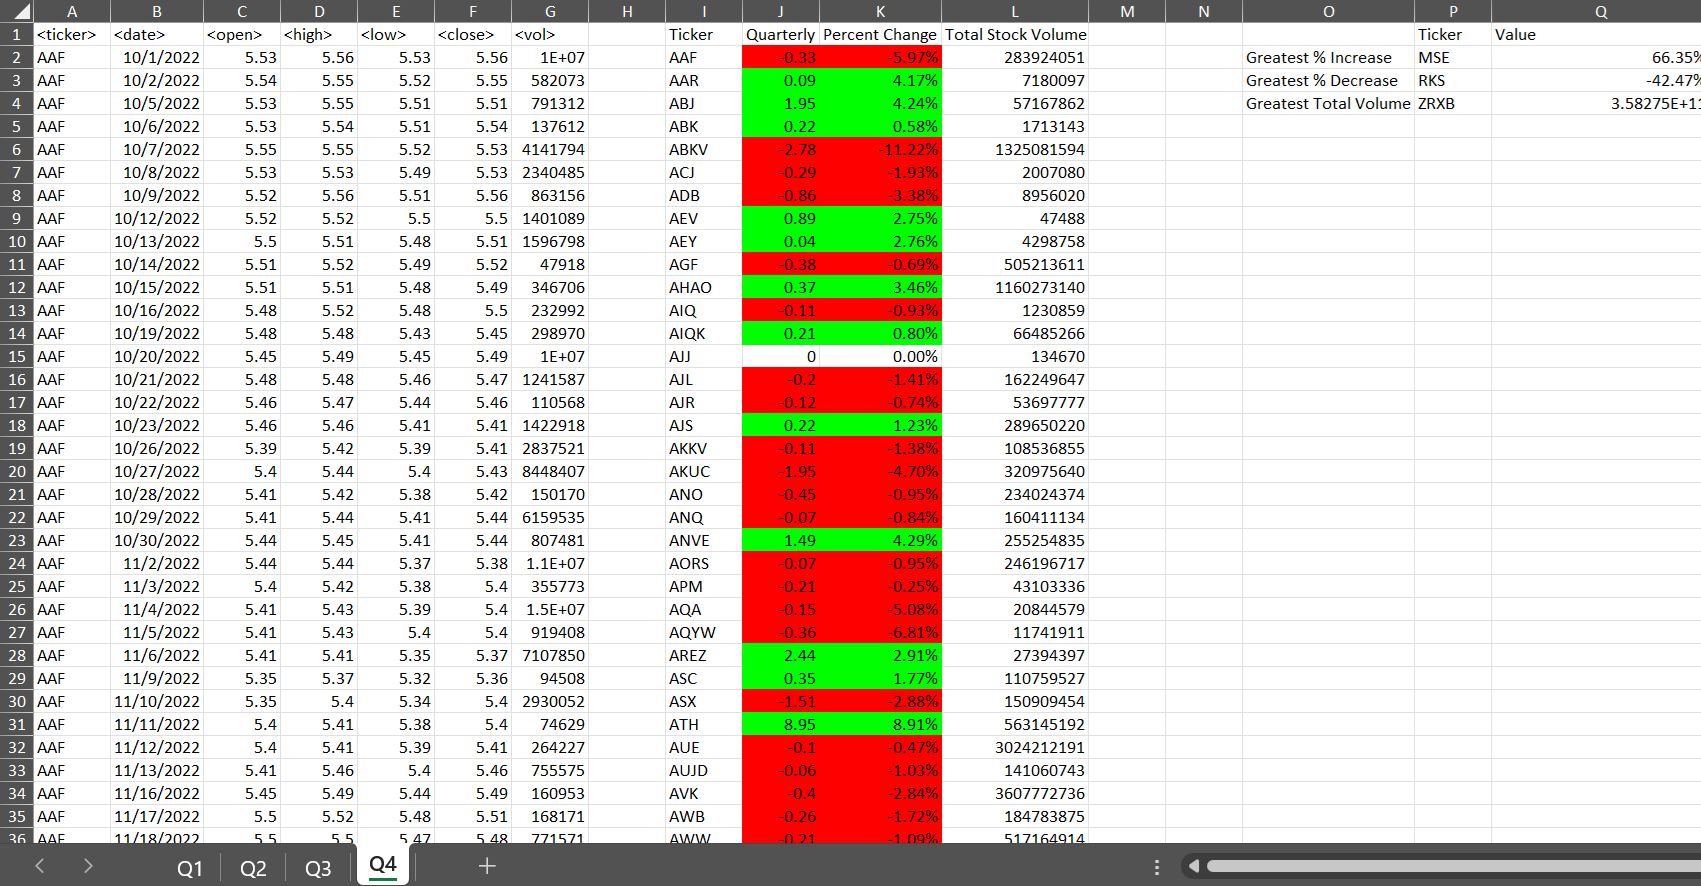 A B C D E F G H I J K L M N O P Q
1 <ticker> <date> <open> <high> <low> <close> <vol> Ticker Quarterly Percent Change Total Stock Volume Ticker Value
2 AAF 10/1/2022 5.53 5.56 5.53 5.56 1E+07 AAF -0.33 -5.97% 283924051 Greatest % Increase MSE 66.35%
3 AAF 10/2/2022 5.54 5.55 5.52 5.55 582073 AAR 0.09 4.17% 7180097 Greatest % Decrease RKS -42.47%
4 AAF 10/5/2022 5.53 5.55 5.51 5.51 791312 ABJ 1.95 4.24% 57167862 Greatest Total Volume ZRXB 3.58275E+11
5 AAF 10/6/2022 5.53 5.54 5.51 5.54 137612 ABK 0.22 0.58% 1713143
6 AAF 10/7/2022 5.55 5.55 5.52 5.53 4141794 ABKV -2.78 -11.22% 1325081594
7 AAF 10/8/2022 5.53 5.53 5.49 5.53 2340485 ACJ -0.29 -1.93% 2007080
8 AAF 10/9/2022 5.52 5.56 5.51 5.56 863156 ADB -0.86 -3.38% 8956020
9 AAF 10/12/2022 5.52 5.52 5.5 5.5 1401089 AEV 0.89 2.75% 47488
10 AAF 10/13/2022 5.5 5.51 5.48 5.51 1596798 AEY 0.04 2.76% 4298758
11 AAF 10/14/2022 5.51 5.52 5.49 5.52 47918 AGF -0.38 -0.69% 505213611
12 AAF 10/15/2022 5.51 5.51 5.48 5.49 346706 AHAO 0.37 3.46% 1160273140
13 AAF 10/16/2022 5.48 5.52 5.48 5.5 232992 AIQ -0.11 -0.93% 1230859
14 AAF 10/19/2022 5.48 5.48 5.43 5.45 298970 AIQK 0.21 0.80% 66485266
15 AAF 10/20/2022 5.45 5.49 5.45 5.49 1E+07 AJJ 0 0.00% 134670
16 AAF 10/21/2022 5.48 5.48 5.46 5.47 1241587 AJL -0.2 -1.41% 162249647
17 AAF 10/22/2022 5.46 5.47 5.44 5.46 110568 AJR -0.12 -0.74% 53697777
18 AAF 10/23/2022 5.46 5.46 5.41 5.41 1422918 AJS 0.22 1.23% 289650220
19 AAF 10/26/2022 5.39 5.42 5.39 5.41 2837521 AKKV -0.11 -1.38% 108536855
20 AAF 10/27/2022 5.4 5.44 5.4 5.43 8448407 AKUC -1.95 -4.70% 320975640
21 AAF 10/28/2022 5.41 5.42 5.38 5.42 150170 ANO -0.45 -0.95% 234024374
22 AAF 10/29/2022 5.41 5.44 5.41 5.44 6159535 ANQ -0.07 -0.84% 160411134
23 AAF 10/30/2022 5.44 5.45 5.41 5.44 807481 ANVE 1.49 4.29% 255254835
24 AAF 11/2/2022 5.44 5.44 5.37 5.38 1.1E+07 AORS -0.07 -0.95% 246196717
25 AAF 11/3/2022 5.4 5.42 5.38 5.4 355773 APM -0.21 -0.25% 43103336
26 AAF 11/4/2022 5.41 5.43 5.39 5.4 1.5E+07 AQA -0.15 -5.08% 20844579
27 AAF 11/5/2022 5.41 5.43 5.4 5.4 919408 AQYW -0.36 -6.81% 11741911
28 AAF 11/6/2022 5.41 5.41 5.35 5.37 7107850 AREZ 2.44 2.91% 27394397
29 AAF 11/9/2022 5.35 5.37 5.32 5.36 94508 ASC 0.35 1.77% 110759527
30 AAF 11/10/2022 5.35 5.4 5.34 5.4 2930052 ASX -1.51 -2.88% 150909454
31 AAF 11/11/2022 5.4 5.41 5.38 5.4 74629 ATH 8.95 8.91% 563145192
32 AAF 11/12/2022 5.4 5.41 5.39 5.41 264227 AUE -0.1 -0.47% 3024212191
33 AAF 11/13/2022 5.41 5.46 5.4 5.46 755575 AUJD -0.06 -1.03% 141060743
34 AAF 11/16/2022 5.45 5.49 5.44 5.49 160953 AVK -0.4 -2.84% 3607772736
35 AAF 11/17/2022 5.5 5.52 5.48 5.51 168171 AWB -0.26 -1.72% 184783875
36 AAF 11/18/2022 5.5 5.5 5.47 5.48 771571 AWW -0.21 -1.09% 517164914
Q1 Q2 Q3 Q4